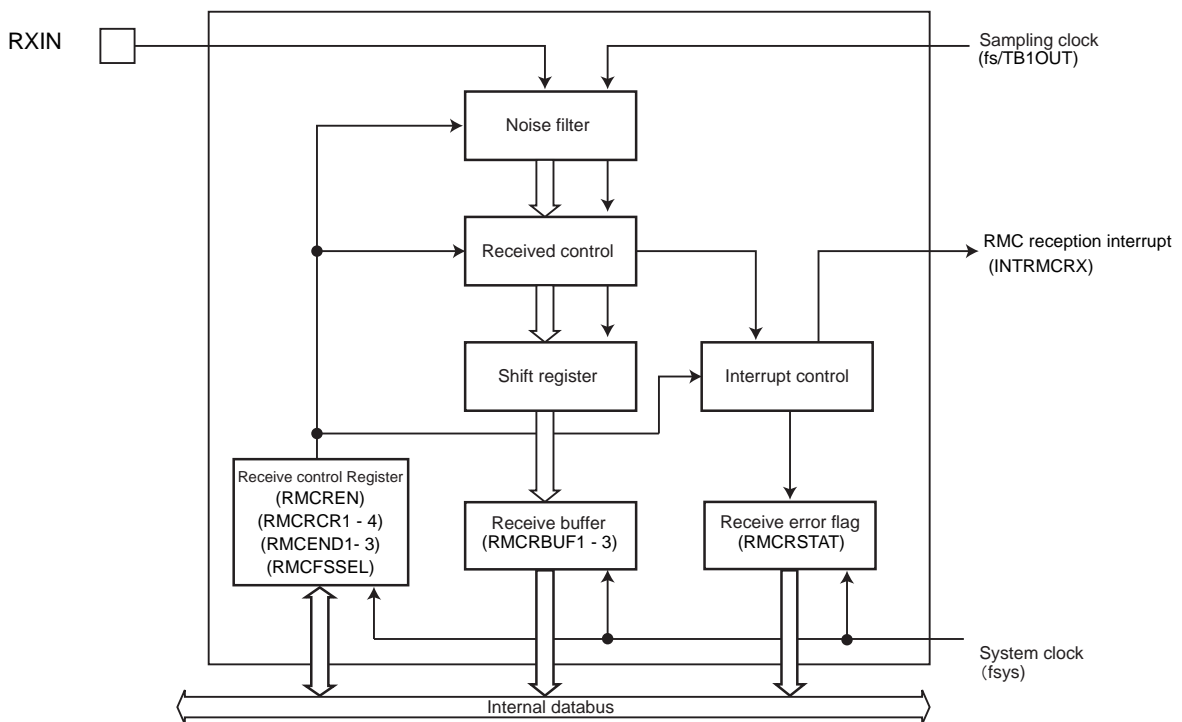 RXIN
Sampling clock
(fs/TB1OUT)
Noise filter
Received control
RMC reception interrupt
(INTRMCRX)
Shift register
Interrupt control
Receive control Register
(RMCREN)
(RMCRCR1 - 4)
(RMCEND1- 3)
(RMCFSSEL)
Receive buffer
(RMCRBUF1 - 3)
Receive error flag
(RMCRSTAT)
System clock
(fsys)
Internal databus